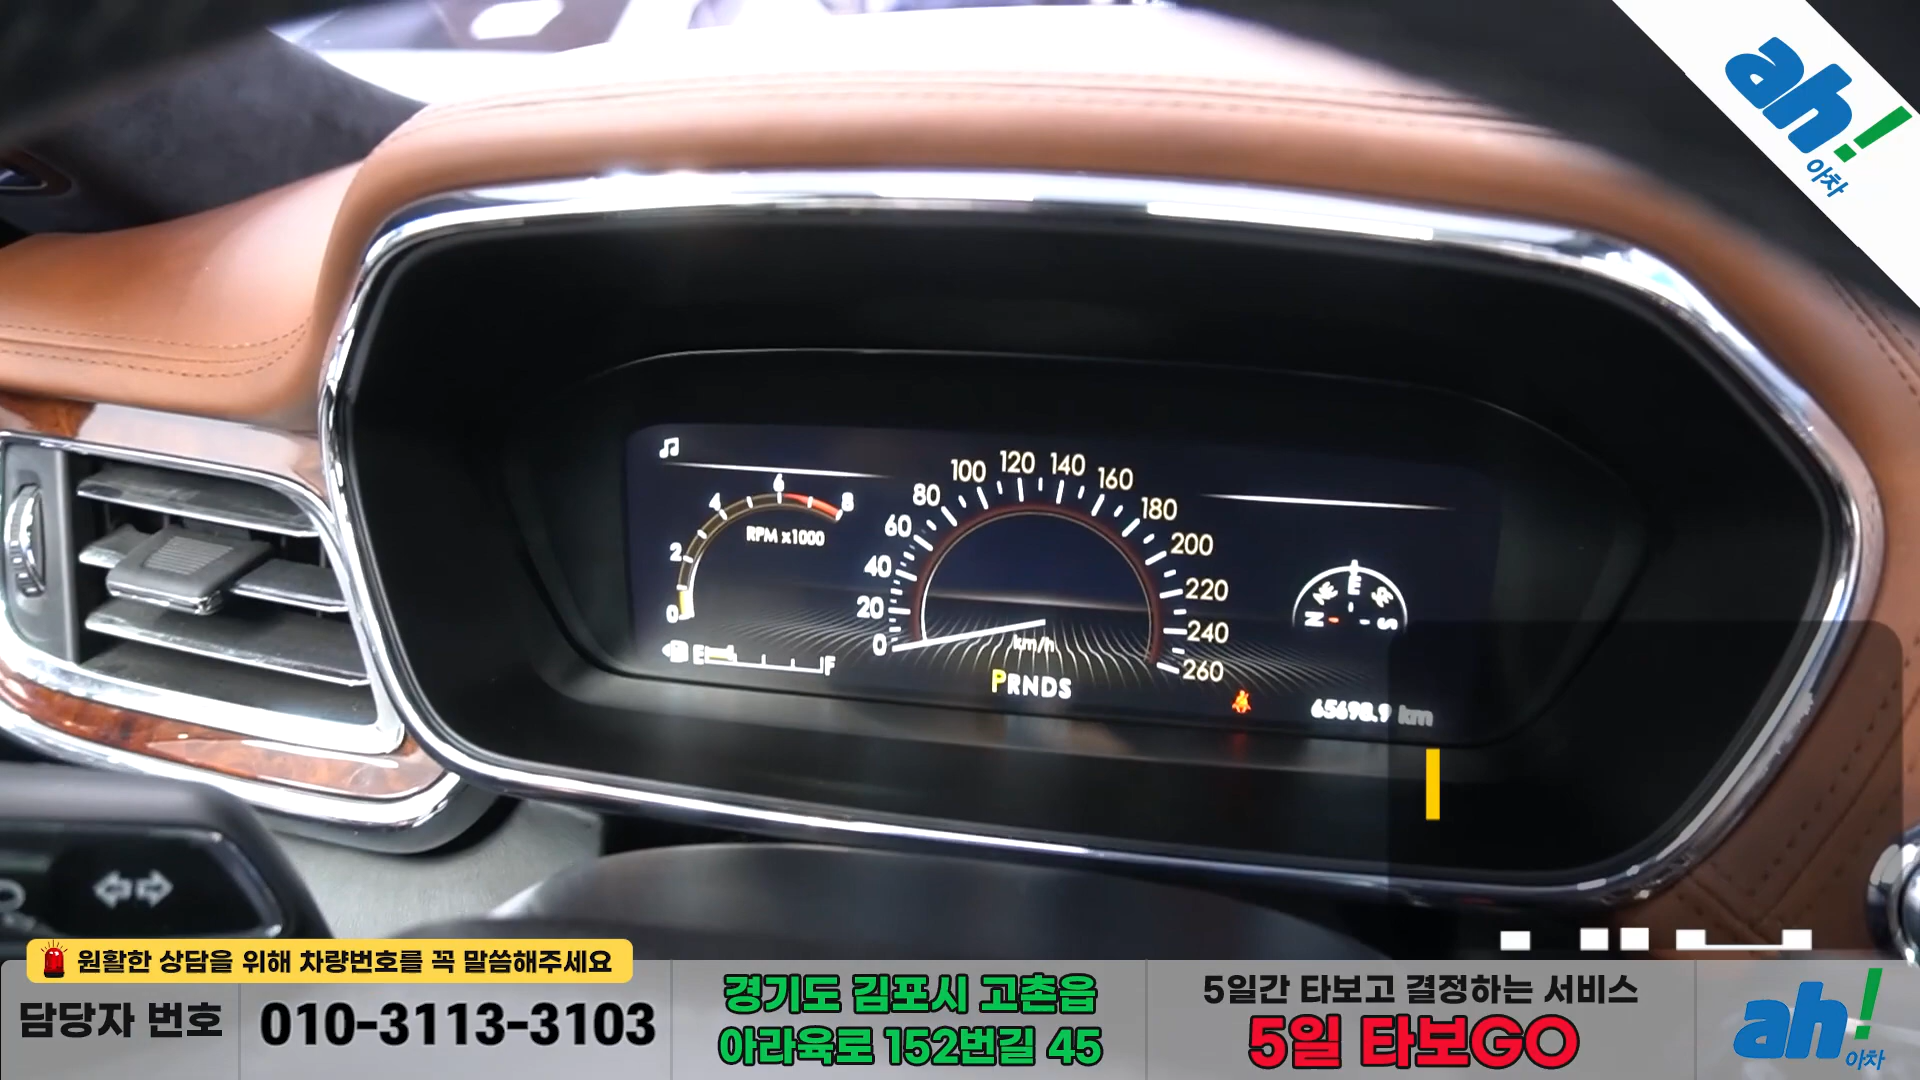 ah!
아차
100 120 140 160
80 180
60 200
40 220
20 240
0 260
km/h
0 2 4 6 8
RPM x1000
E F
PRNDS
N NE E S
km
원활한 상담을 위해 차량번호를 꼭 말씀해주세요
담당자 번호
010-3113-3103
경기도 김포시 고촌읍
아라육로 152번길 45
5일간 타보고 결정하는 서비스
5일 타보GO
ah!
아차